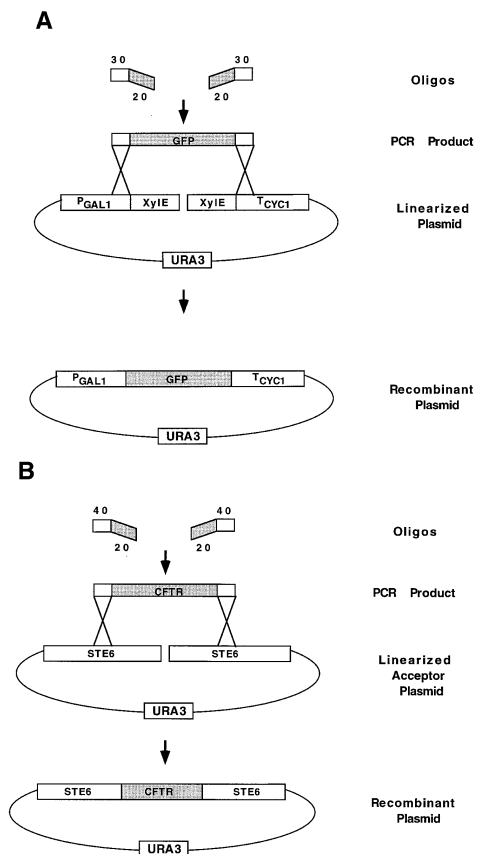 A
30 30
20 20
Oligos
GFP
PCR Product
PGAL1 XylE XylE TCYC1
Linearized
Plasmid
URA3
PGAL1 GFP TCYC1
Recombinant
Plasmid
URA3
B
40 40
20 20
Oligos
CFTR
PCR Product
STE6 STE6
Linearized
Acceptor
Plasmid
URA3
STE6 CFTR STE6
Recombinant
Plasmid
URA3